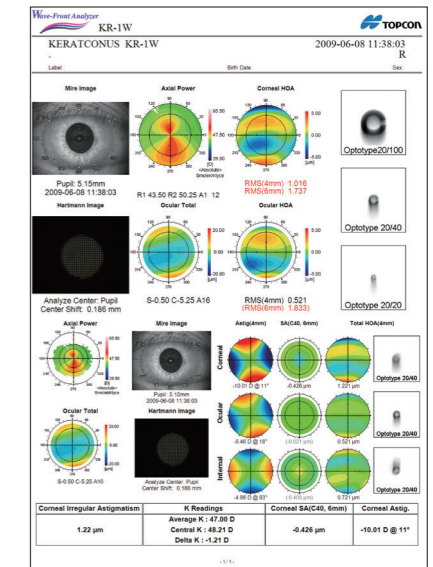 Wave-Front Analyzer
KR-1W
TOPCON
KERATCONUS KR-1W
2009-06-08 11:38:03
.
R
Label :
Birth Date
Sex :
Mire Image
Axial Power
Corneal HOA
Optotype20/100
Pupil: 5.15mm
2009-06-08 11:38:03
R1 43.50 R2 50.25 A1 12
RMS(4mm) 1.016
RMS(6mm) 1.737
Hartmann Image
Ocular Total
Ocular HOA
Optotype 20/40
Analyze Center: Pupil
Center Shift: 0.186 mm
S-0.50 C-5.25 A16
RMS(4mm) 0.521
RMS(6mm) 1.833)
Optotype 20/20
Axial Power
Mire Image
Astig(4mm)
SA(C40, 6mm)
Total HOA(4mm)
Corneal
Pupil: 5.15mm
2009-06-08 11:38:03
-10.01 D @ 11°
-0.426 µm
1.221 µm
Optotype 20/40
Ocular Total
Hartmann Image
Ocular
-5.46 D @ 18°
(-0.021 µm)
0.521 µm
Optotype 20/40
S-0.50 C-5.25 A10
Analyze Center: Pupil
Center Shift: 0.186 mm
Internal
-4.86 D @ 93°
(-0.405 µm)
0.721 µm
Optotype 20/40
Corneal Irregular Astigmatism
K Readings
Corneal SA(C40, 6mm)
Corneal Astig.
1.22 µm
Average K : 47.00 D
Central K : 48.21 D
Delta K : -1.21 D
-0.426 µm
-10.01 D @ 11°
-1/1-